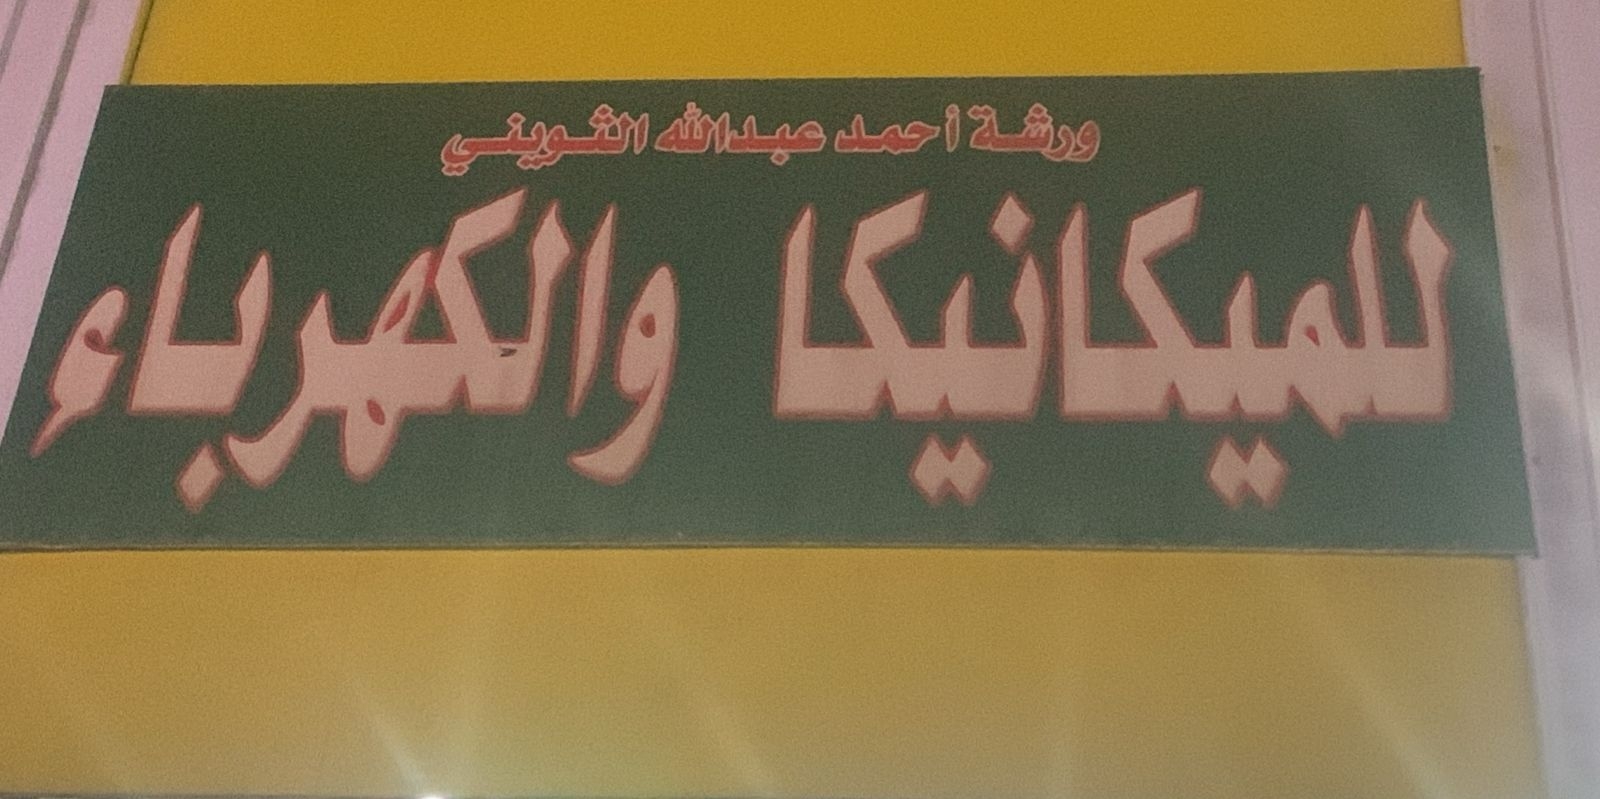 ورشة أحمد عبدالله الثويني
للميكانيكا والكهرباء